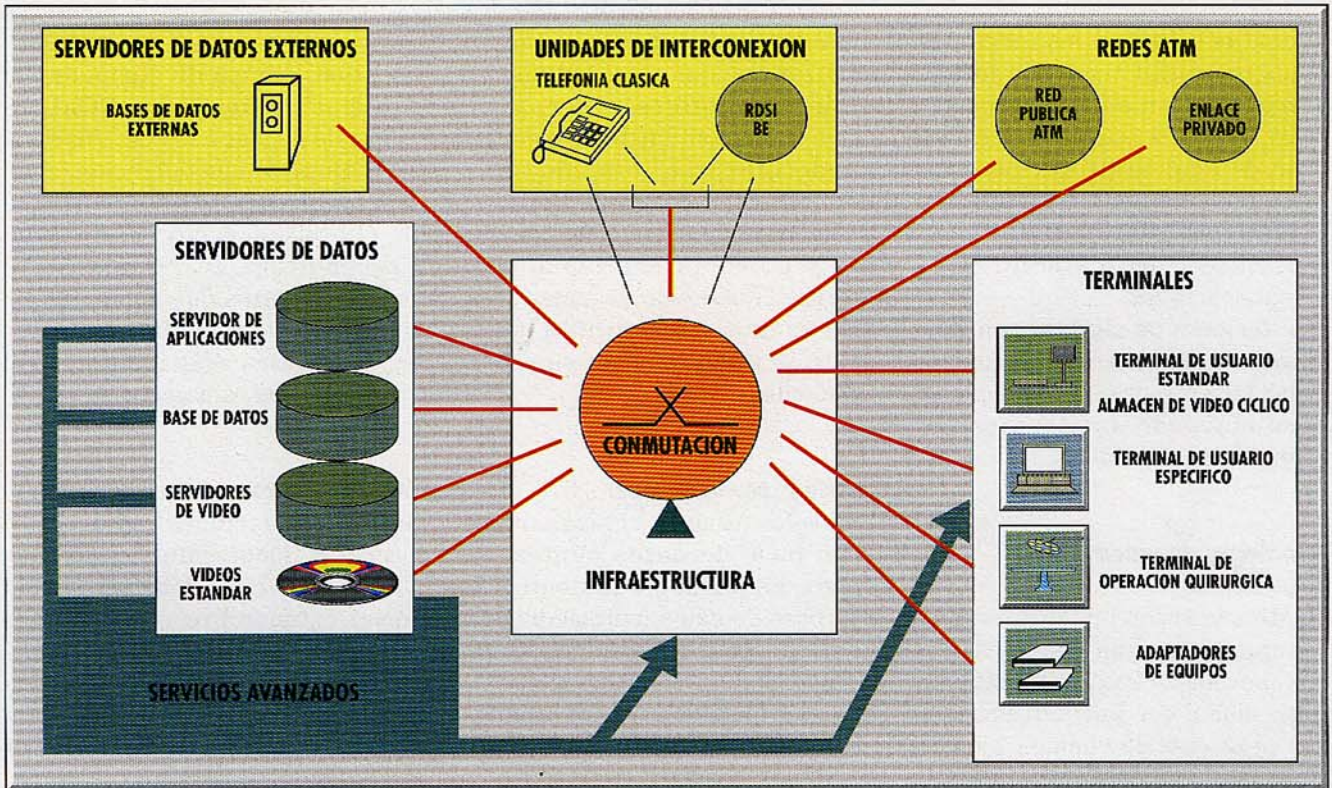 SERVIDORES DE DATOS EXTERNOS
BASES DE DATOS
EXTERNAS
UNIDADES DE INTERCONEXION
TELEFONIA CLASICA
RDSI
BE
REDES ATM
RED
PUBLICA
ATM
ENLACE
PRIVADO
SERVIDORES DE DATOS
SERVIDOR DE
APLICACIONES
BASE DE DATOS
SERVIDORES
DE VIDEO
VIDEOS
ESTANDAR
SERVICIOS AVANZADOS
CONMUTACION
INFRAESTRUCTURA
TERMINALES
TERMINAL DE USUARIO
ESTANDAR
ALMACEN DE VIDEO CICLICO
TERMINAL DE USUARIO
ESPECIFICO
TERMINAL DE
OPERACION QUIRURGICA
ADAPTADORES
DE EQUIPOS